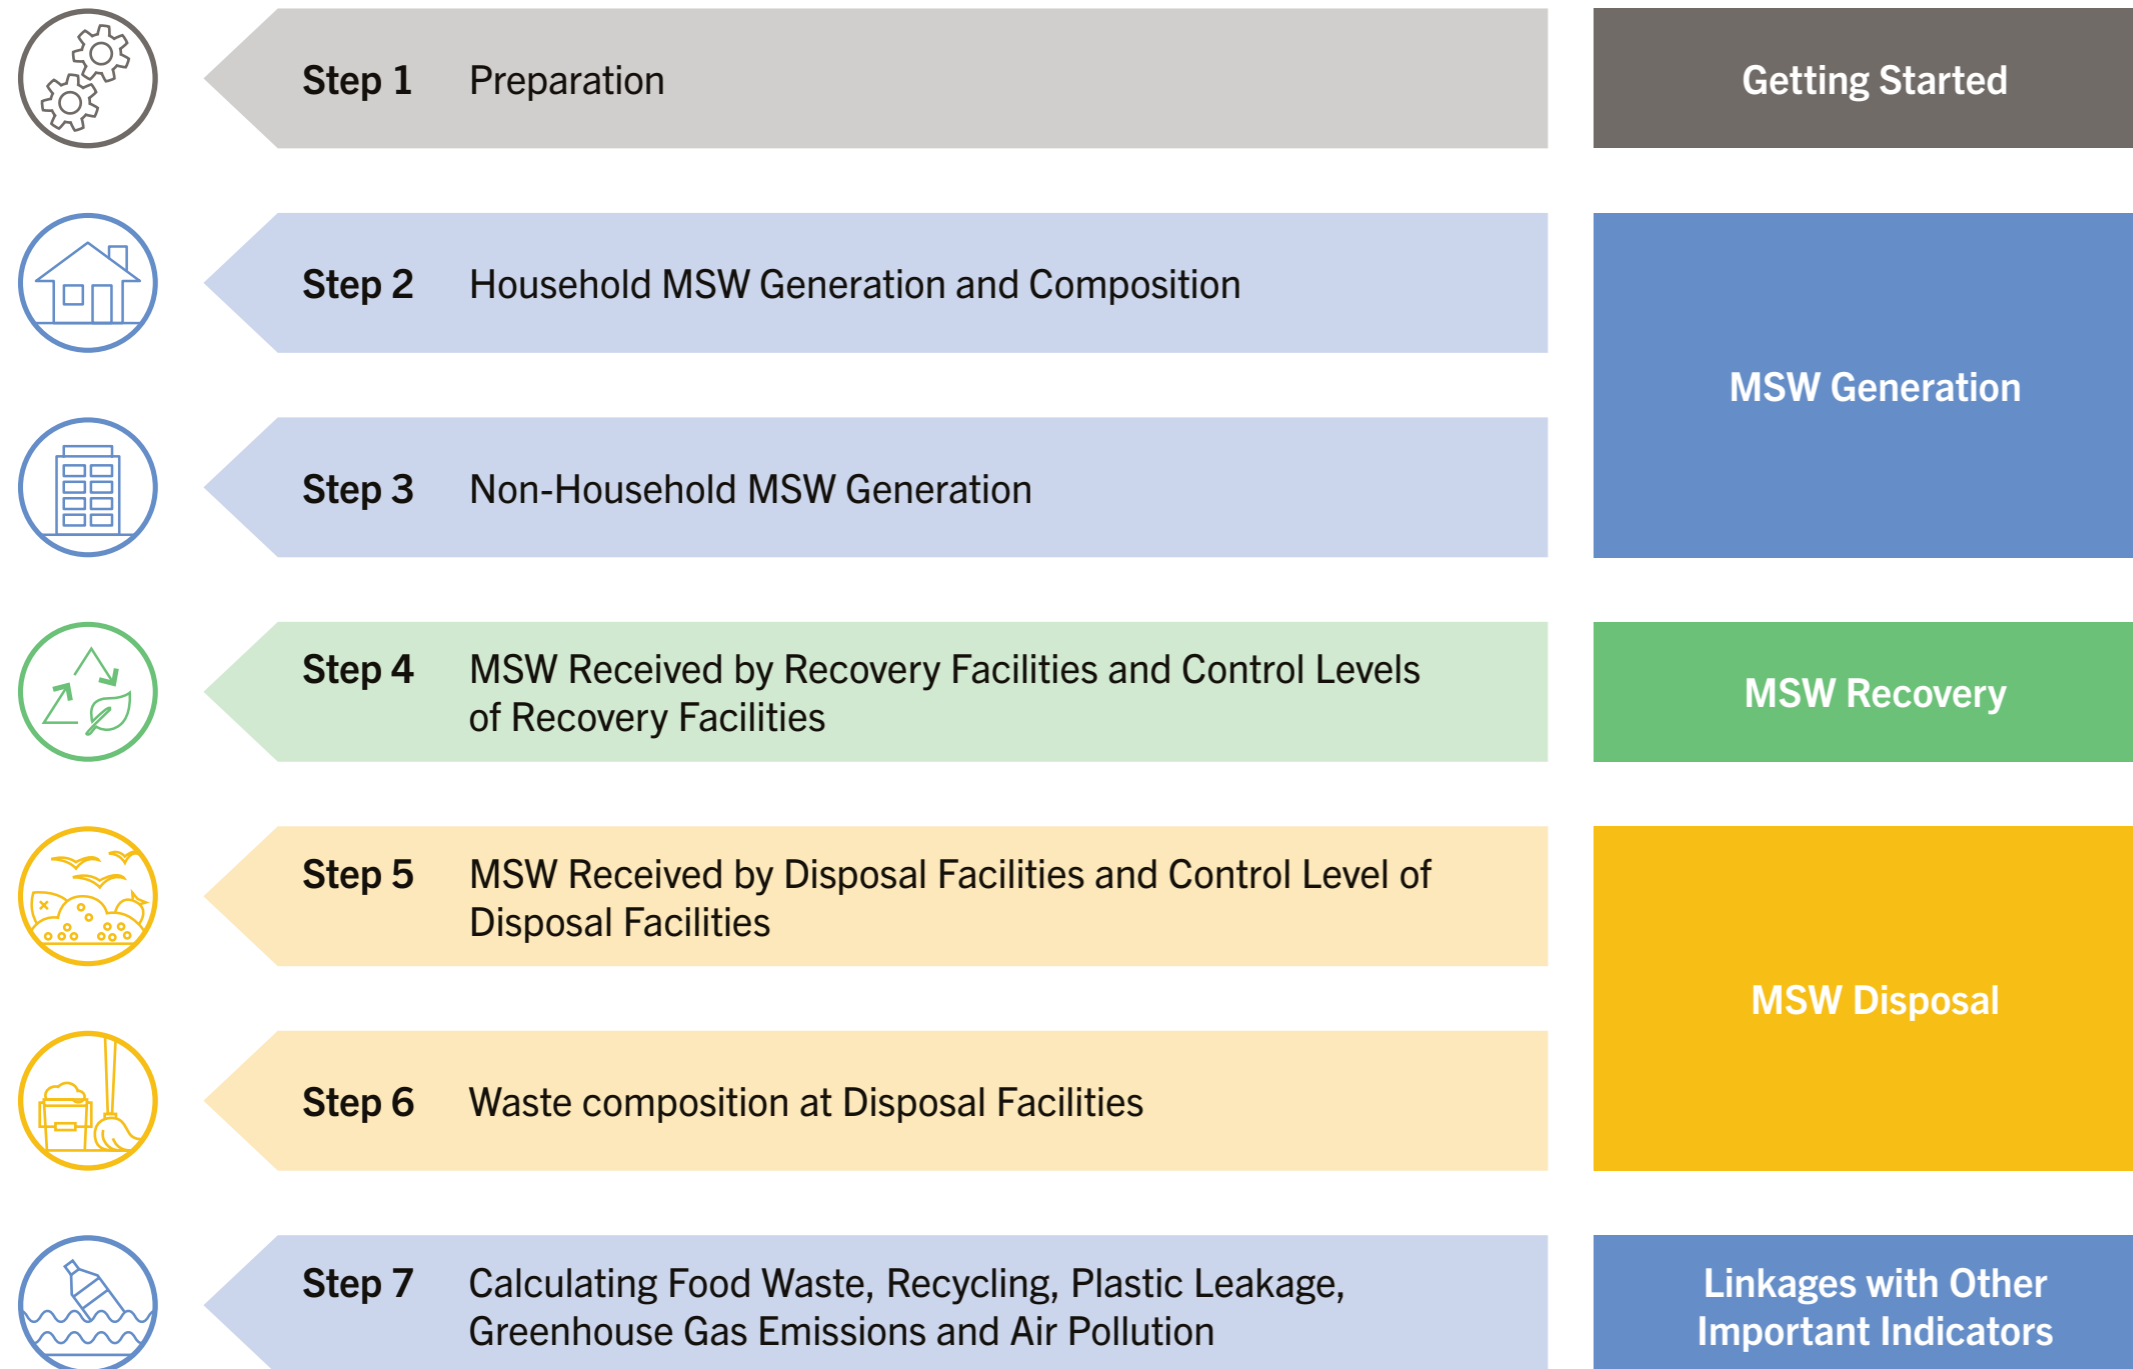 Step 1 Preparation
Getting Started
Step 2 Household MSW Generation and Composition
MSW Generation
Step 3 Non-Household MSW Generation
Step 4 MSW Received by Recovery Facilities and Control Levels
of Recovery Facilities
MSW Recovery
Step 5 MSW Received by Disposal Facilities and Control Level of
Disposal Facilities
MSW Disposal
Step 6 Waste composition at Disposal Facilities
Step 7 Calculating Food Waste, Recycling, Plastic Leakage,
Greenhouse Gas Emissions and Air Pollution
Linkages with Other
Important Indicators